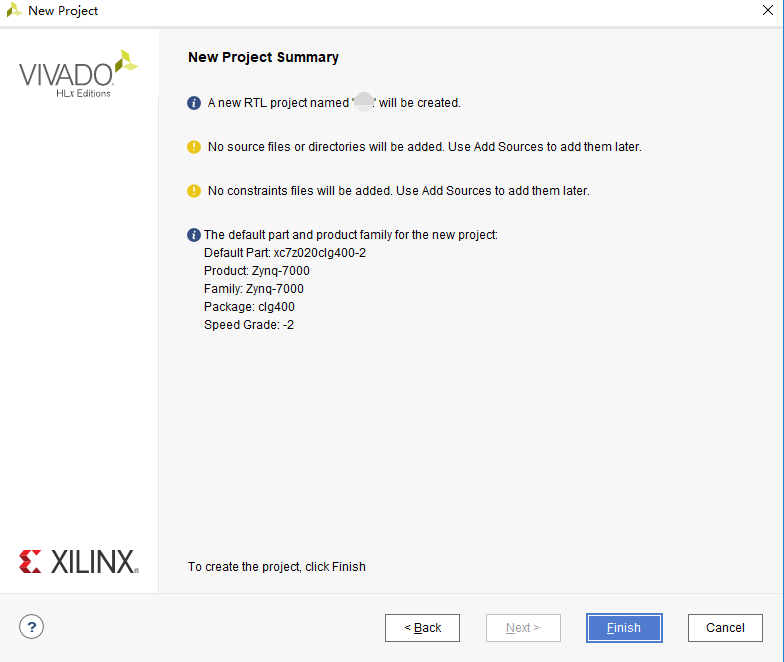 New Project
VIVADO
HLx Editions
New Project Summary
A new RTL project named ' ' will be created.
No source files or directories will be added. Use Add Sources to add them later.
No constraints files will be added. Use Add Sources to add them later.
The default part and product family for the new project:
Default Part: xc7z020clg400-2
Product: Zynq-7000
Family: Zynq-7000
Package: clg400
Speed Grade: -2
XILINX®
To create the project, click Finish
?
< Back
Next >
Finish
Cancel